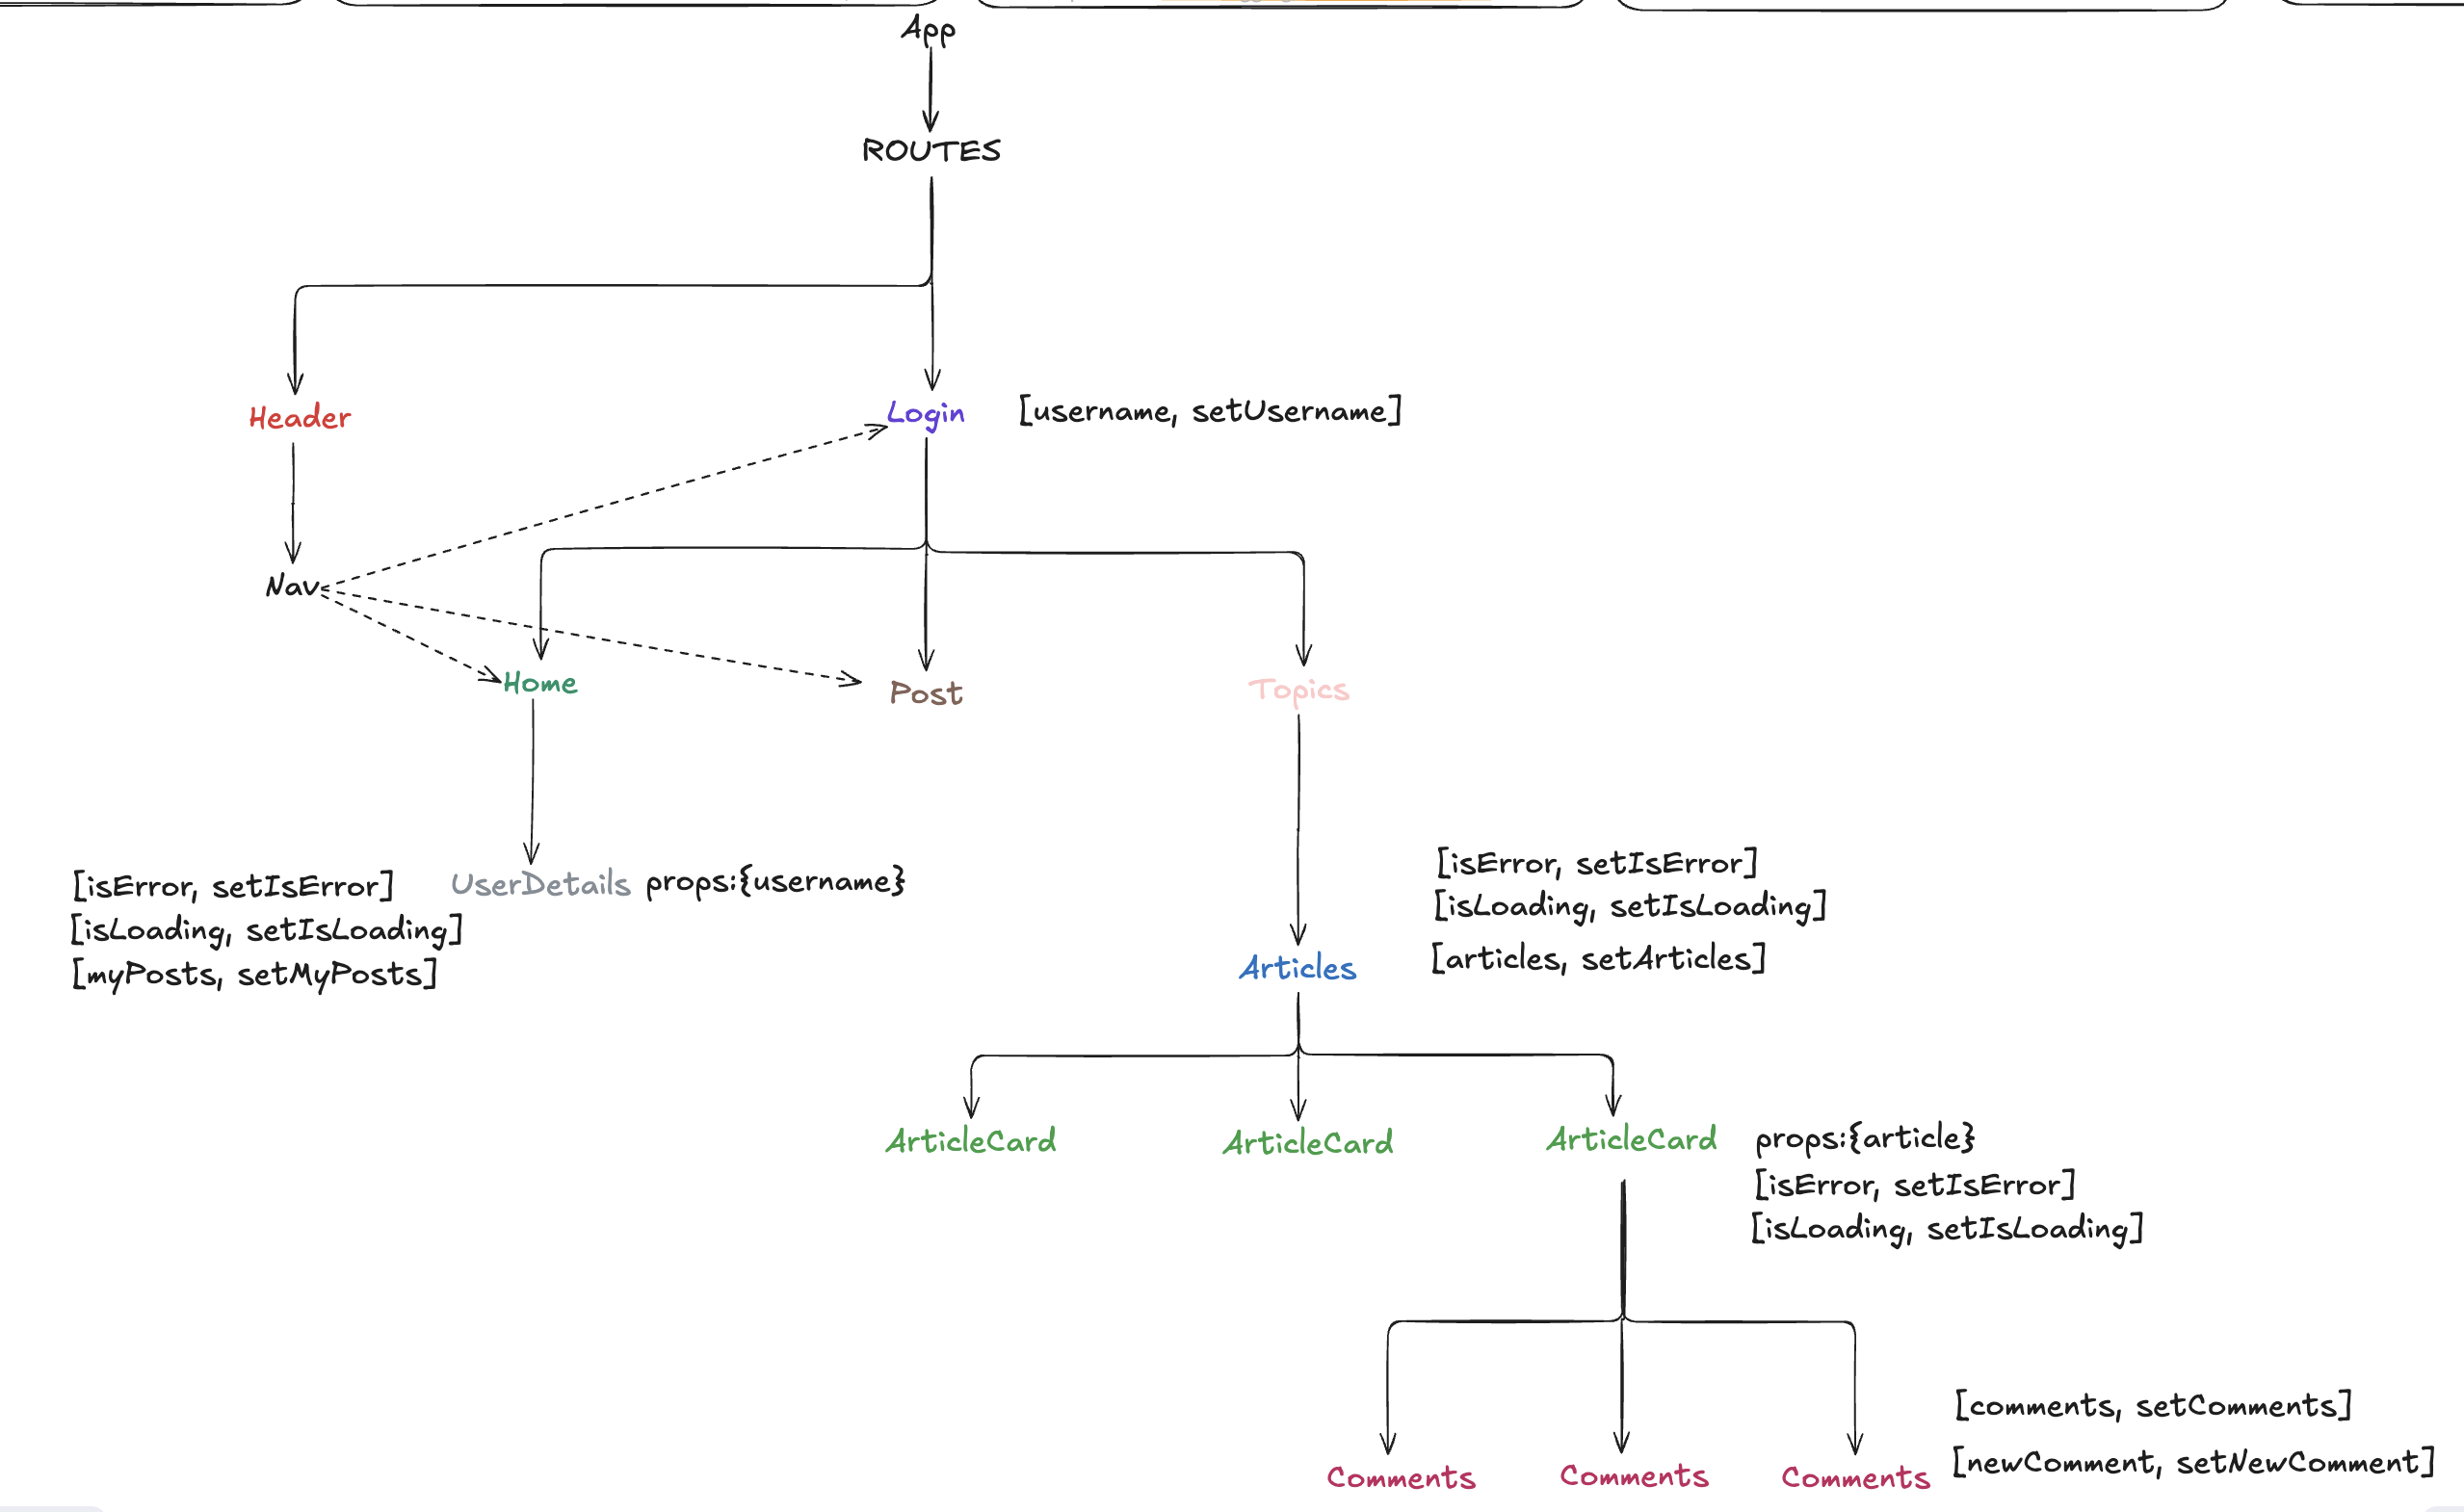 App
ROUTES
Header
Login
[username, setUsername]
Nav
Home
Post
Topics
[isError, setIsError]
[isLoading, setIsLoading]
[myPosts, setMyPosts]
UserDetails
props:{username}
[isError, setIsError]
[isLoading, setIsLoading]
[articles, setArticles]
Articles
ArticleCard
ArticleCard
ArticleCard
props:{article}
[isError, setIsError]
[isLoading, setIsLoading]
Comments
Comments
Comments
[comments, setComments]
[newComment, setNewComment]